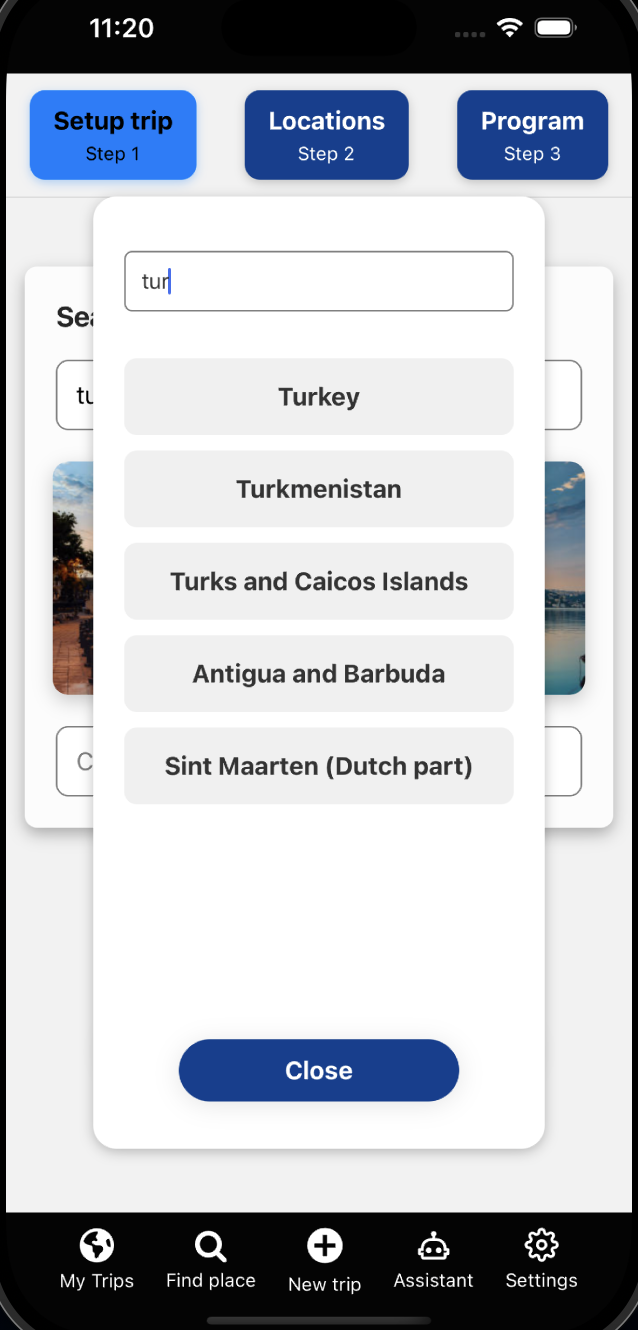 11:20
Setup trip
Step 1
Locations
Step 2
Program
Step 3
tur
Sea
tu
Turkey
Turkmenistan
Turks and Caicos Islands
Antigua and Barbuda
Sint Maarten (Dutch part)
C
Close
My Trips
Find place
New trip
Assistant
Settings